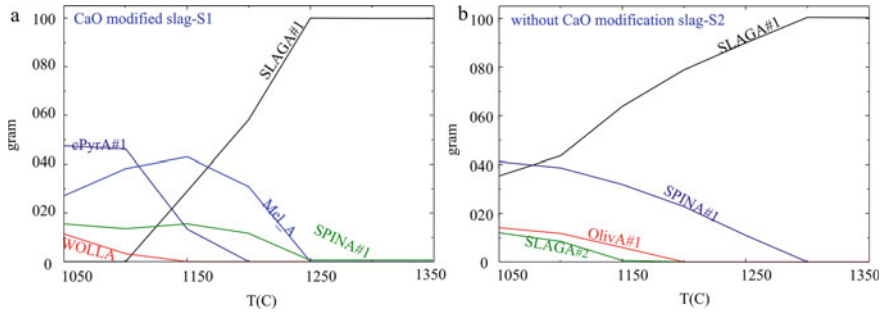 a
CaO modified slag-S1
100
080
060
040
020
00
gram
SLAGA#1
cPyrA#1
Mel_A
SPINA#1
WOLLA
1050
1150
1250
1350
T(C)
b
without CaO modification slag-S2
100
080
060
040
020
00
gram
SLAGA#1
SPINA#1
OlivA#1
SLAGA#2
1050
1150
1250
1350
T(C)